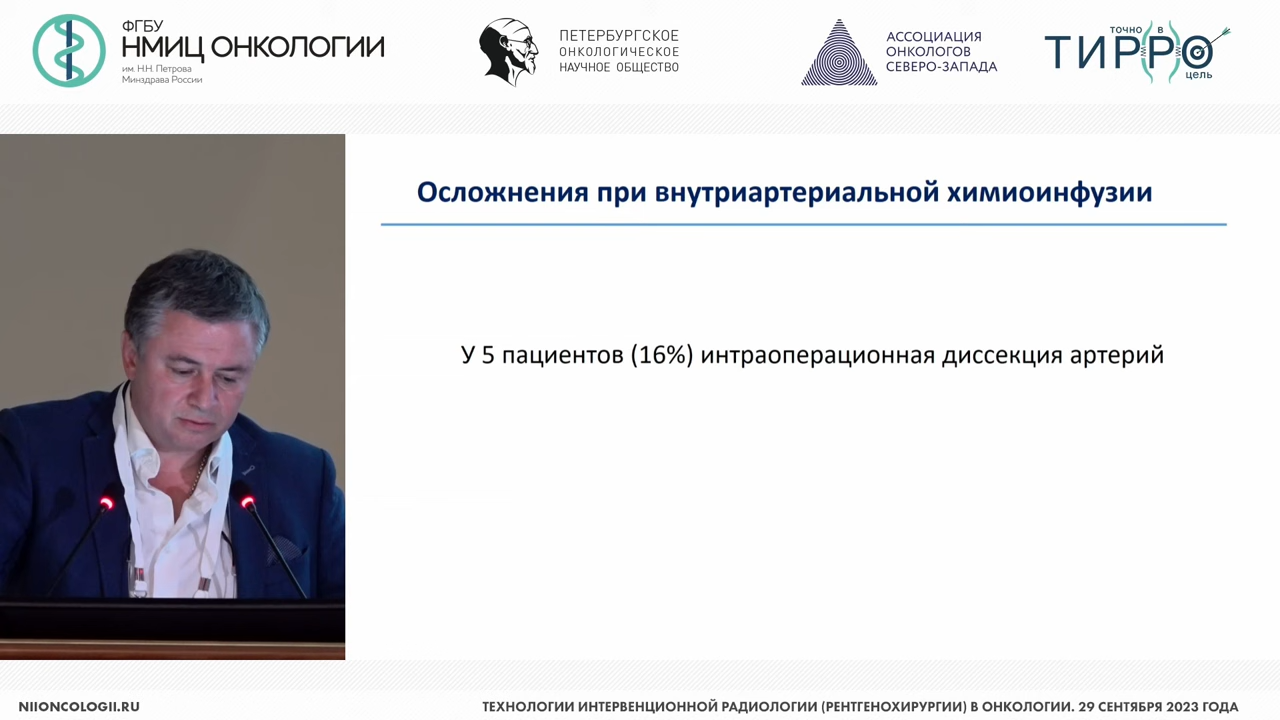 ФГБУ
НМИЦ ОНКОЛОГИИ
им. Н.Н. Петрова
Минздрава России
ПЕТЕРБУРГСКОЕ
ОНКОЛОГИЧЕСКОЕ
НАУЧНОЕ ОБЩЕСТВО
АССОЦИАЦИЯ
ОНКОЛОГОВ
СЕВЕРО-ЗАПАДА
точно в
ТИРРО
цель
Осложнения при внутриартериальной химиоинфузии
У 5 пациентов (16%) интраоперационная диссекция артерий
NIIONCOLOGII.RU
ТЕХНОЛОГИИ ИНТЕРВЕНЦИОННОЙ РАДИОЛОГИИ (РЕНТГЕНОХИРУРГИИ) В ОНКОЛОГИИ. 29 СЕНТЯБРЯ 2023 ГОДА